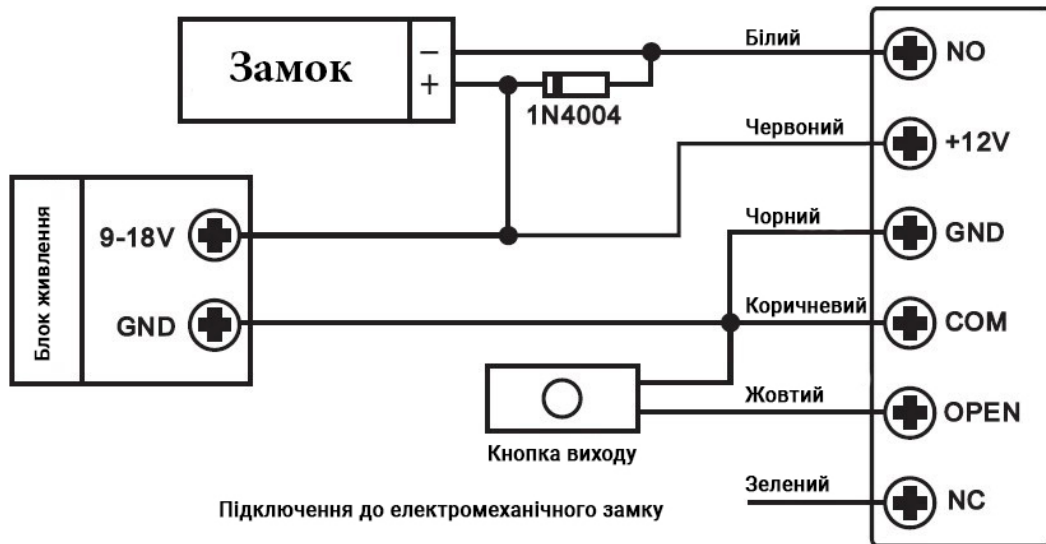 Замок
−
+
1N4004
Білий
NO
Червоний
+12V
Чорний
GND
Коричневий
COM
Жовтий
OPEN
Зелений
NC
Блок живлення
9-18V
GND
Кнопка виходу
Підключення до електромеханічного замку